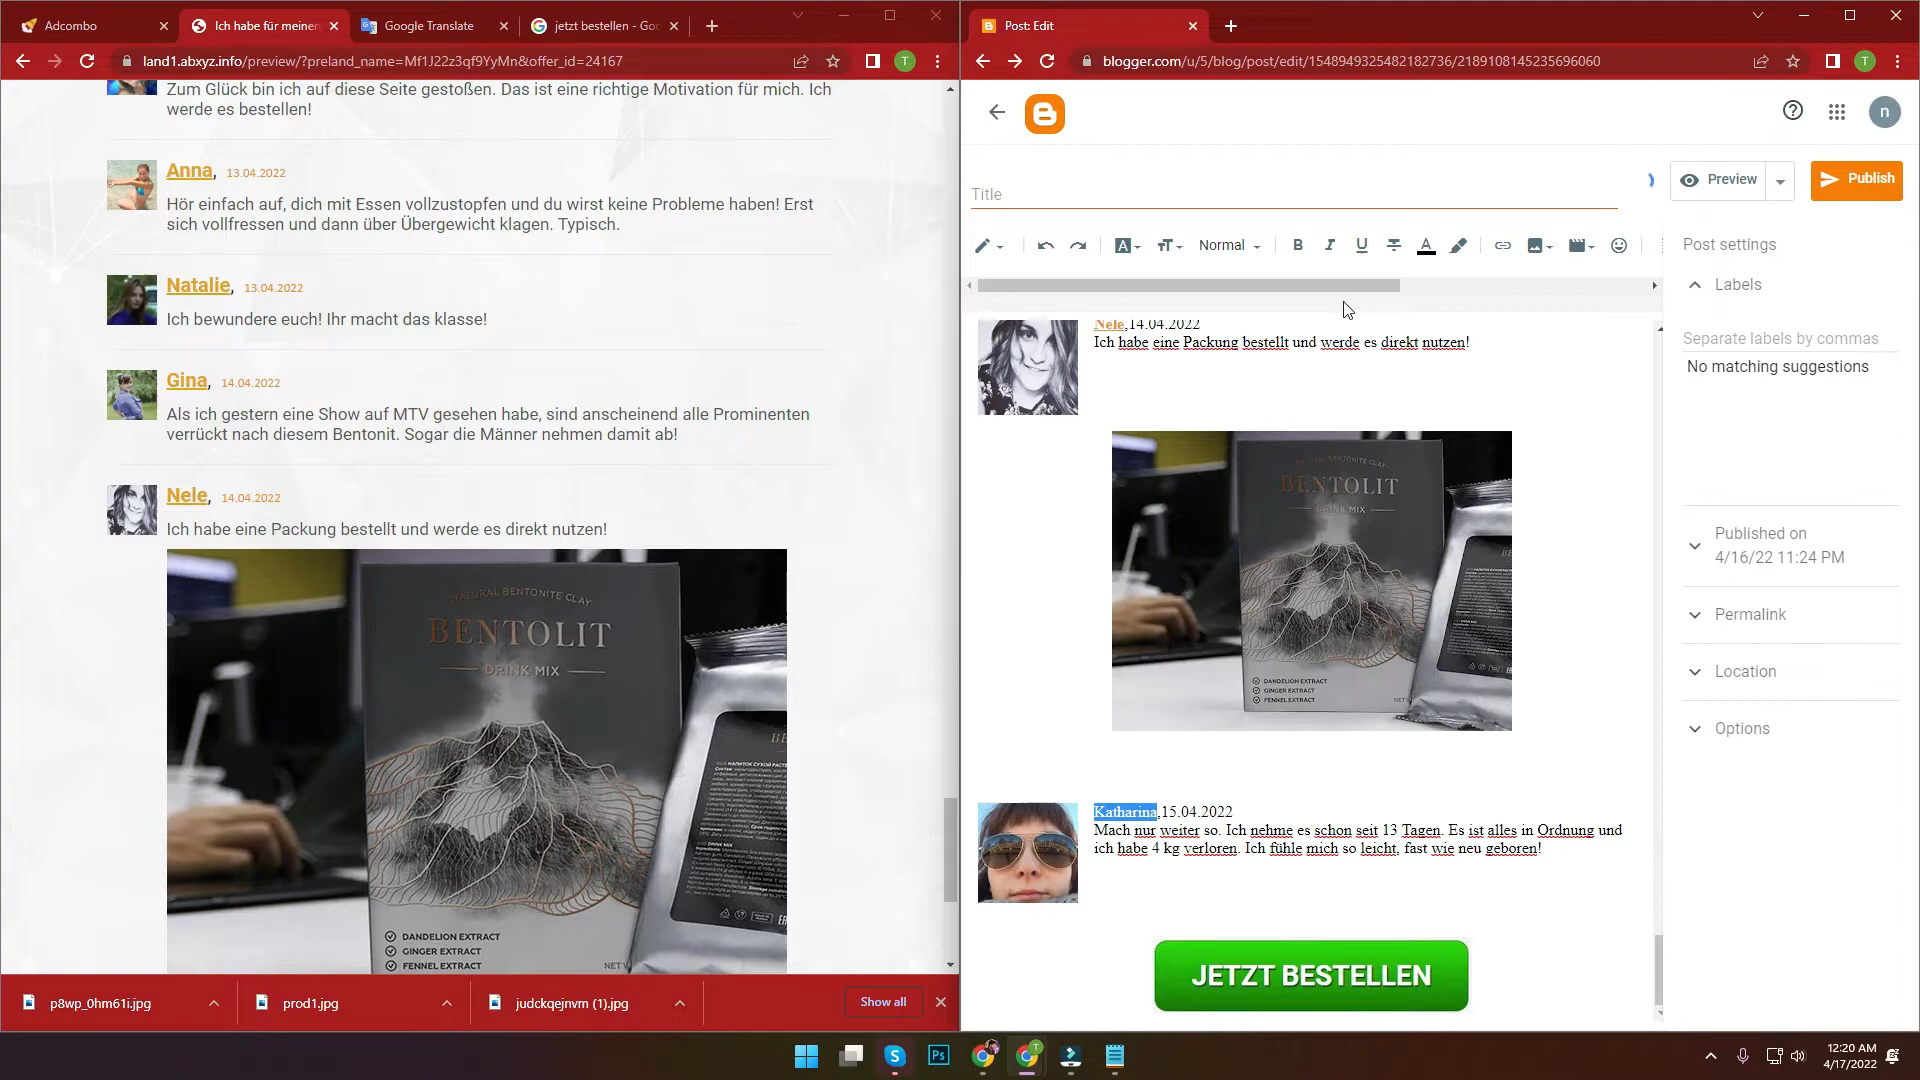 Adcombo
Ich habe für meinen
Google Translate
jetzt bestellen - Goo
land1.abxyz.info/preview/?preland_name=Mf1J22z3qf9YyMn&offer_id=24167
T
Zum Glück bin ich auf diese Seite gestoßen. Das ist eine richtige Motivation für mich. Ich
werde es bestellen!
Anna, 13.04.2022
Hör einfach auf, dich mit Essen vollzustopfen und du wirst keine Probleme haben! Erst
sich vollfressen und dann über Übergewicht klagen. Typisch.
Natalie, 13.04.2022
Ich bewundere euch! Ihr macht das klasse!
Gina, 14.04.2022
Als ich gestern eine Show auf MTV gesehen habe, sind anscheinend alle Prominenten
verrückt nach diesem Bentonit. Sogar die Männer nehmen damit ab!
Nele, 14.04.2022
Ich habe eine Packung bestellt und werde es direkt nutzen!
NATURAL BENTONITE CLAY
BENTOLIT
DRINK MIX
DANDELION EXTRACT
GINGER EXTRACT
FENNEL EXTRACT
p8wp_0hm61i.jpg
prod1.jpg
judckqejnvm (1).jpg
Show all
Post: Edit
blogger.com/u/5/blog/post/edit/1548949325482182736/2189108145235696060
T
n
Title
Preview
Publish
Normal
B
I
U
A
Nele,14.04.2022
Ich habe eine Packung bestellt und werde es direkt nutzen!
NATURAL BENTONITE CLAY
BENTOLIT
DRINK MIX
DANDELION EXTRACT
GINGER EXTRACT
FENNEL EXTRACT
Katharina,15.04.2022
Mach nur weiter so. Ich nehme es schon seit 13 Tagen. Es ist alles in Ordnung und
ich habe 4 kg verloren. Ich fühle mich so leicht, fast wie neu geboren!
JETZT BESTELLEN
Post settings
Labels
Separate labels by commas
No matching suggestions
Published on
4/16/22 11:24 PM
Permalink
Location
Options
Ps
12:20 AM
4/17/2022